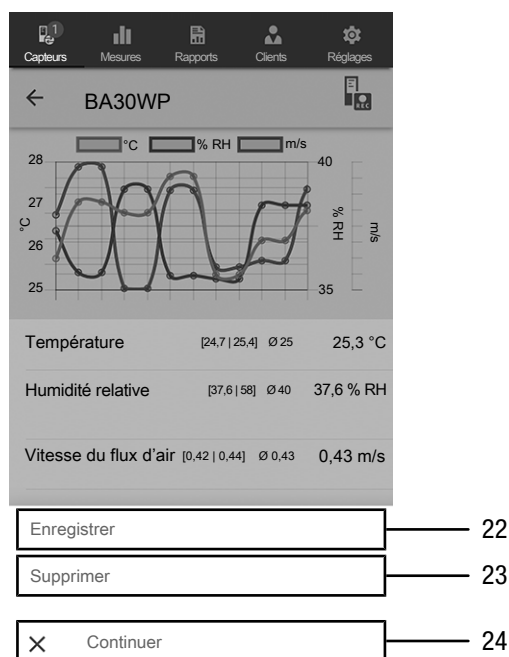 1
Capteurs Mesures Rapports Clients Réglages
BA30WP
REC
°C % RH m/s
28 40
27
26
25 35
°C
% RH
m/s
Température [24,7 | 25,4] Ø 25 25,3 °C
Humidité relative [37,6 | 58] Ø 40 37,6 % RH
Vitesse du flux d'air [0,42 | 0,44] Ø 0,43 0,43 m/s
Enregistrer 22
Supprimer 23
Continuer 24